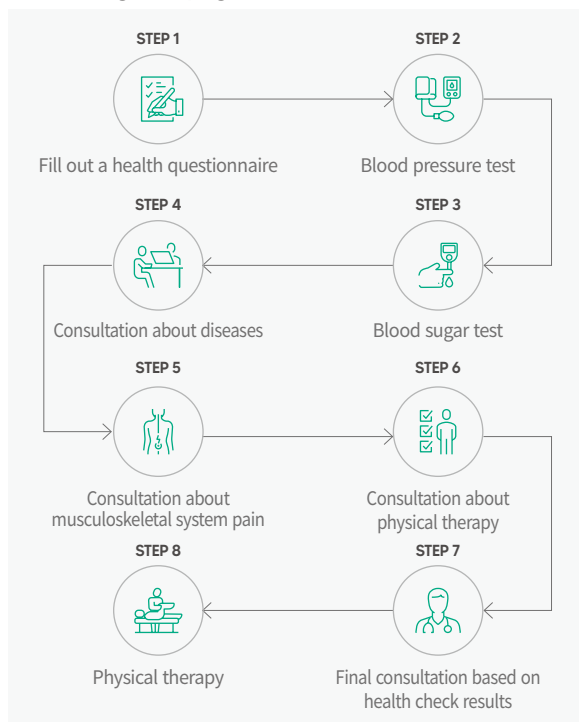 STEP 1
Fill out a health questionnaire
STEP 2
Blood pressure test
STEP 3
Blood sugar test
STEP 4
Consultation about diseases
STEP 5
Consultation about
musculoskeletal system pain
STEP 6
Consultation about
physical therapy
STEP 7
Final consultation based on
health check results
STEP 8
Physical therapy